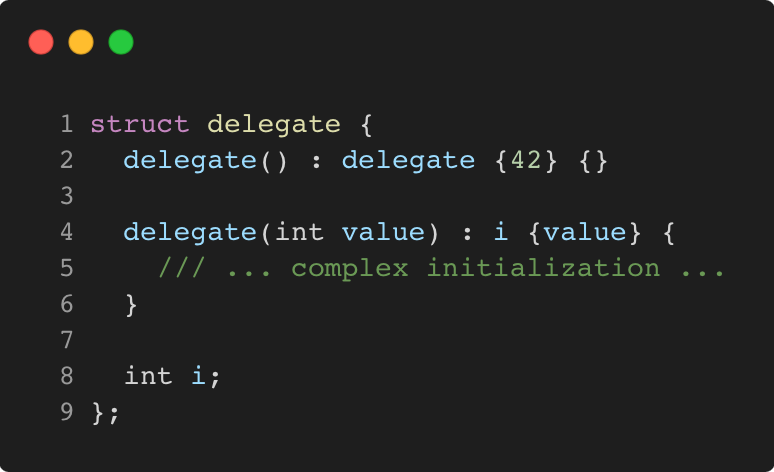 1 struct delegate {
2   delegate() : delegate {42} {}
3
4   delegate(int value) : i {value} {
5     /// ... complex initialization ...
6   }
7
8   int i;
9 };